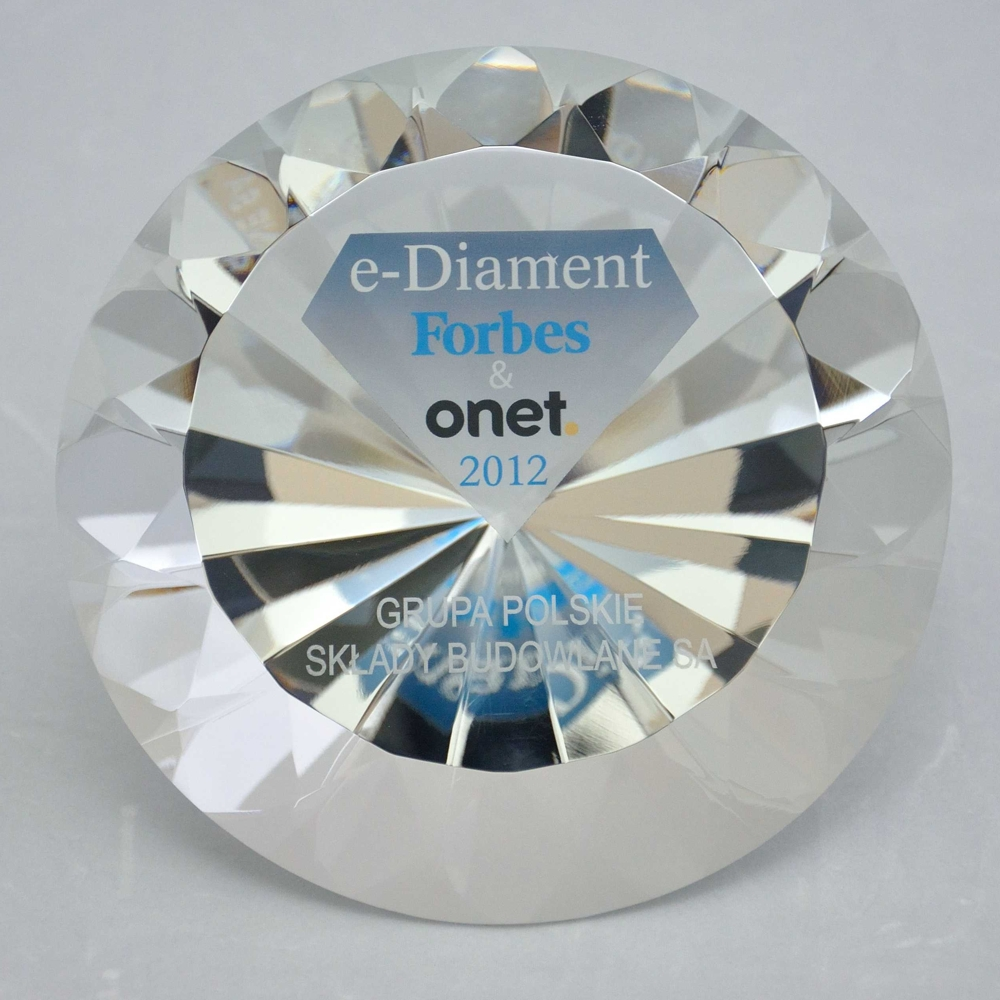 e-Diament
Forbes
&
onet.
2012
GRUPA POLSKIE
SKŁADY BUDOWLANE SA